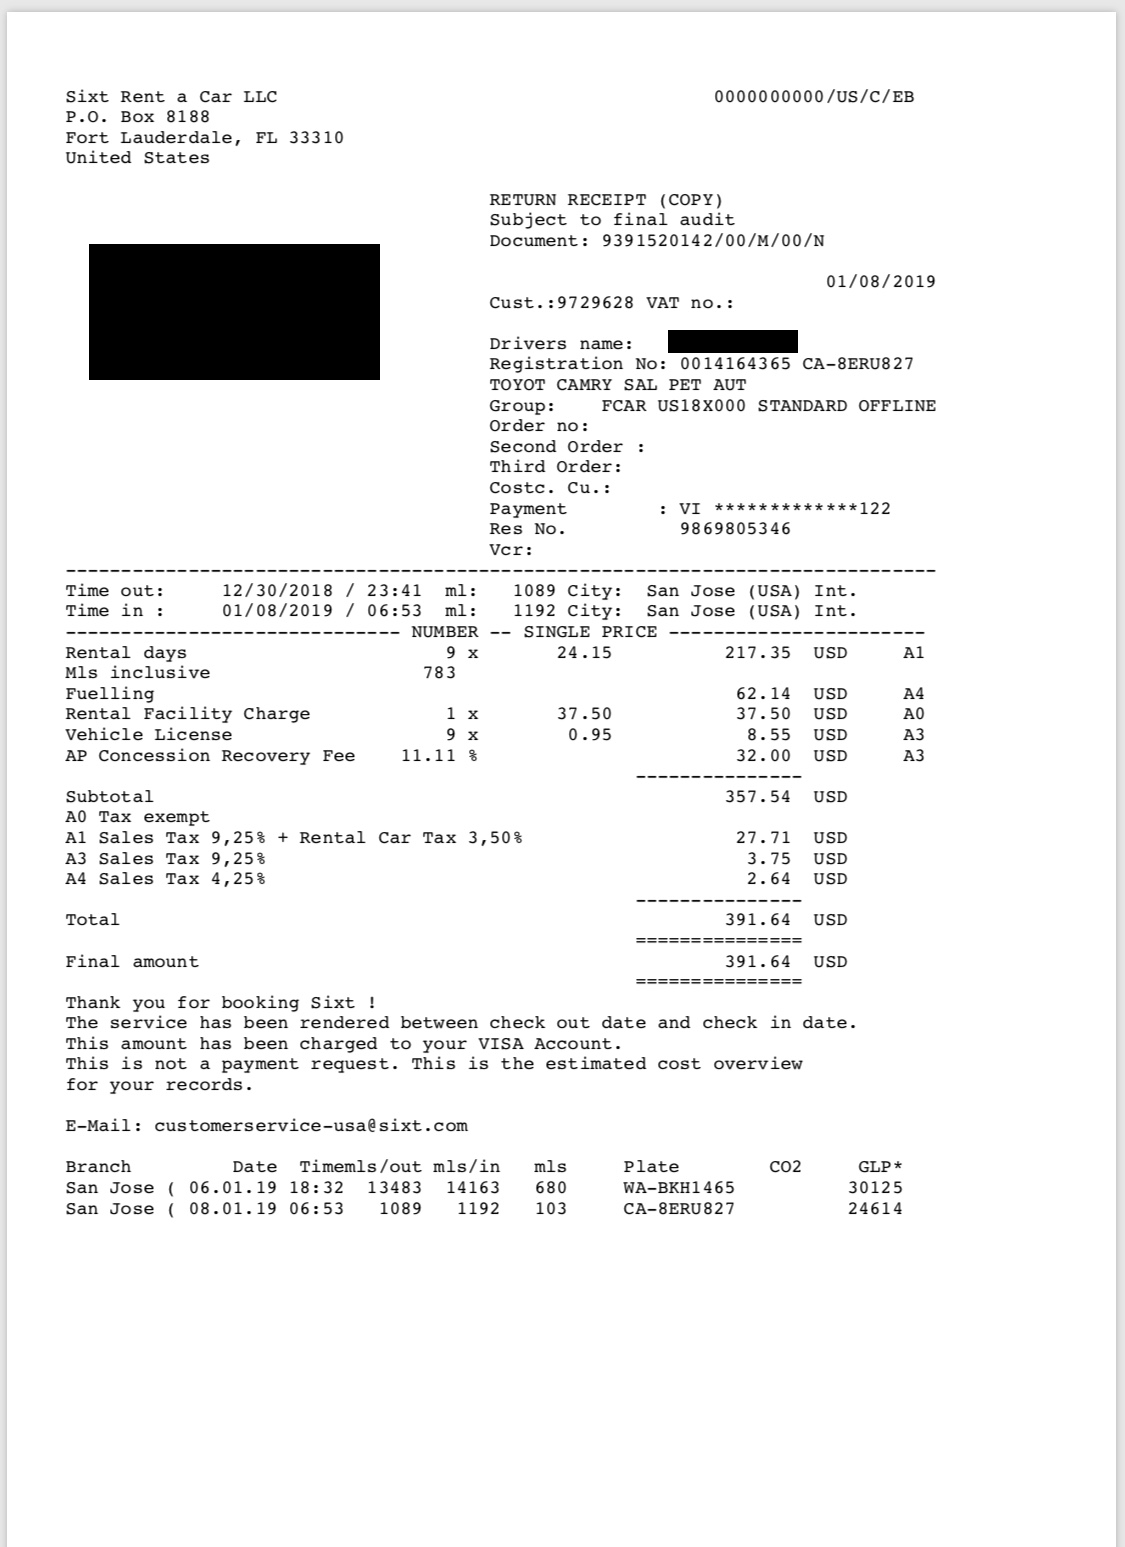 Sixt Rent a Car LLC 0000000000/US/C/EB
P.O. Box 8188
Fort Lauderdale, FL 33310
United States
RETURN RECEIPT (COPY)
Subject to final audit
Document: 9391520142/00/M/00/N
01/08/2019
Cust.:9729628 VAT no.:
Drivers name:
Registration No: 0014164365 CA-8ERU827
TOYOT CAMRY SAL PET AUT
Group: FCAR US18X000 STANDARD OFFLINE
Order no:
Second Order :
Third Order:
Costc. Cu.:
Payment : VI *************122
Res No. 9869805346
Vcr:
------------------------------------------------------------------------------
Time out: 12/30/2018 / 23:41 ml: 1089 City: San Jose (USA) Int.
Time in : 01/08/2019 / 06:53 ml: 1192 City: San Jose (USA) Int.
------------------------------ NUMBER -- SINGLE PRICE -----------------------
Rental days 9 x 24.15 217.35 USD A1
Mls inclusive 783
Fuelling 62.14 USD A4
Rental Facility Charge 1 x 37.50 37.50 USD A0
Vehicle License 9 x 0.95 8.55 USD A3
AP Concession Recovery Fee 11.11 % 32.00 USD A3
---------------
Subtotal 357.54 USD
A0 Tax exempt
A1 Sales Tax 9,25% + Rental Car Tax 3,50% 27.71 USD
A3 Sales Tax 9,25% 3.75 USD
A4 Sales Tax 4,25% 2.64 USD
---------------
Total 391.64 USD
===============
Final amount 391.64 USD
===============
Thank you for booking Sixt !
The service has been rendered between check out date and check in date.
This amount has been charged to your VISA Account.
This is not a payment request. This is the estimated cost overview
for your records.
E-Mail: customerservice-usa@sixt.com
Branch Date Timemls/out mls/in mls Plate CO2 GLP*
San Jose ( 06.01.19 18:32 13483 14163 680 WA-BKH1465 30125
San Jose ( 08.01.19 06:53 1089 1192 103 CA-8ERU827 24614